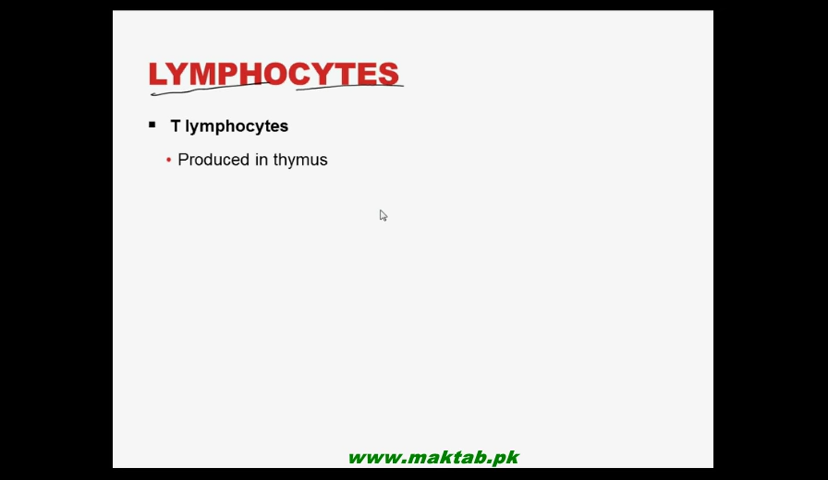 LYMPHOCYTES
T lymphocytes
Produced in thymus
www.maktab.pk